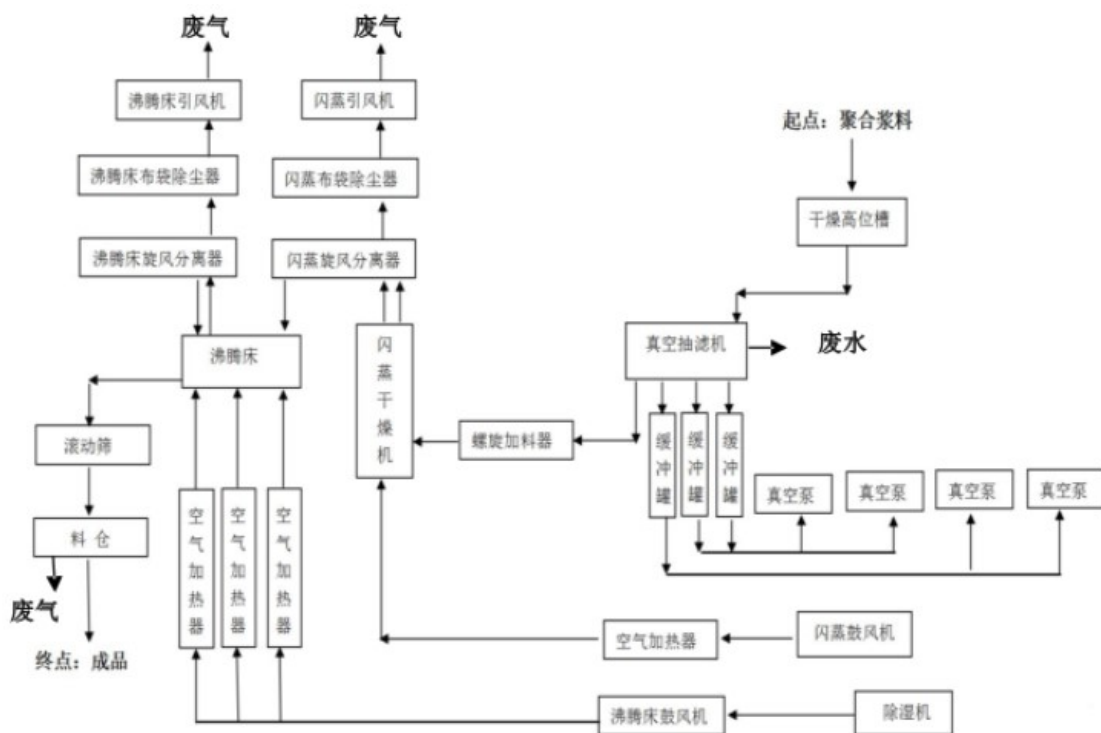 废气
废气
沸腾床引风机
闪蒸引风机
起点：聚合浆料
沸腾床布袋除尘器
闪蒸布袋除尘器
干燥高位槽
沸腾床旋风分离器
闪蒸旋风分离器
沸腾床
闪蒸干燥机
真空抽滤机
废水
滚动筛
螺旋加料器
缓冲罐
缓冲罐
缓冲罐
真空泵
真空泵
真空泵
真空泵
料仓
空气加热器
空气加热器
空气加热器
废气
终点：成品
空气加热器
闪蒸鼓风机
沸腾床鼓风机
除湿机